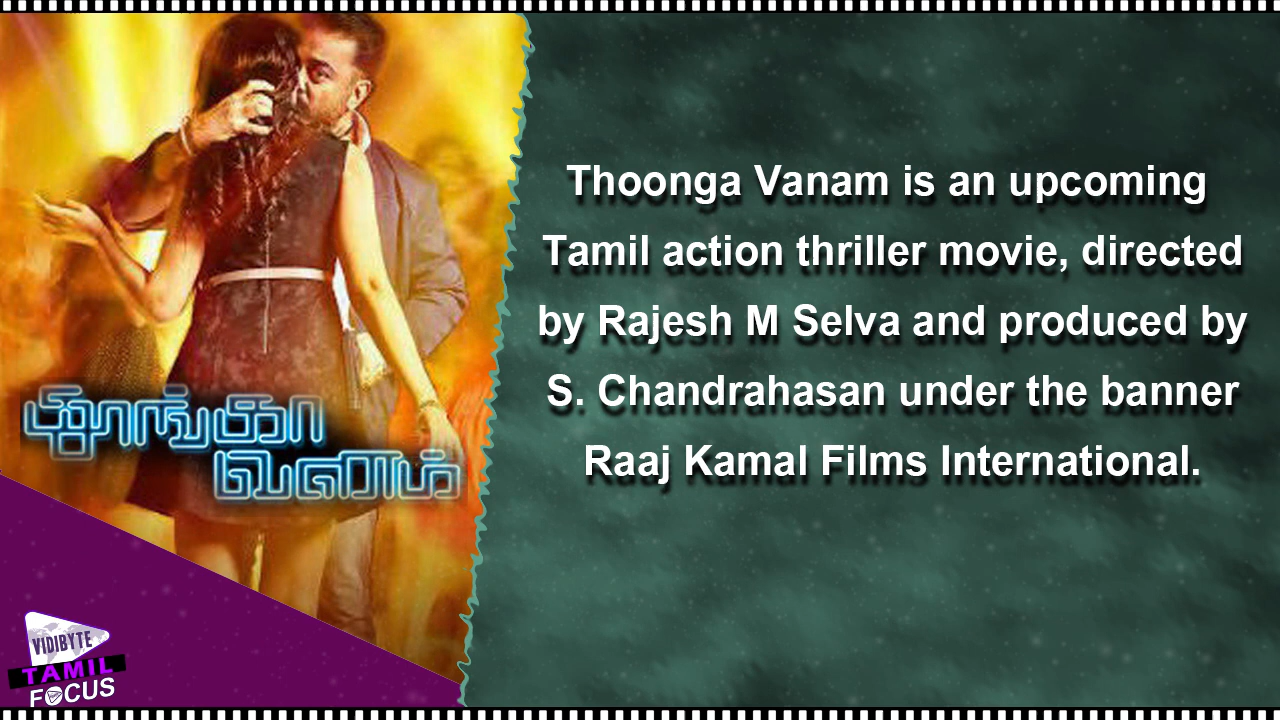 Thoonga Vanam is an upcoming
Tamil action thriller movie, directed
by Rajesh M Selva and produced by
S. Chandrahasan under the banner
Raaj Kamal Films International.
தூங்கா
வனம்
VIDIBYTE
TAMIL
FOCUS